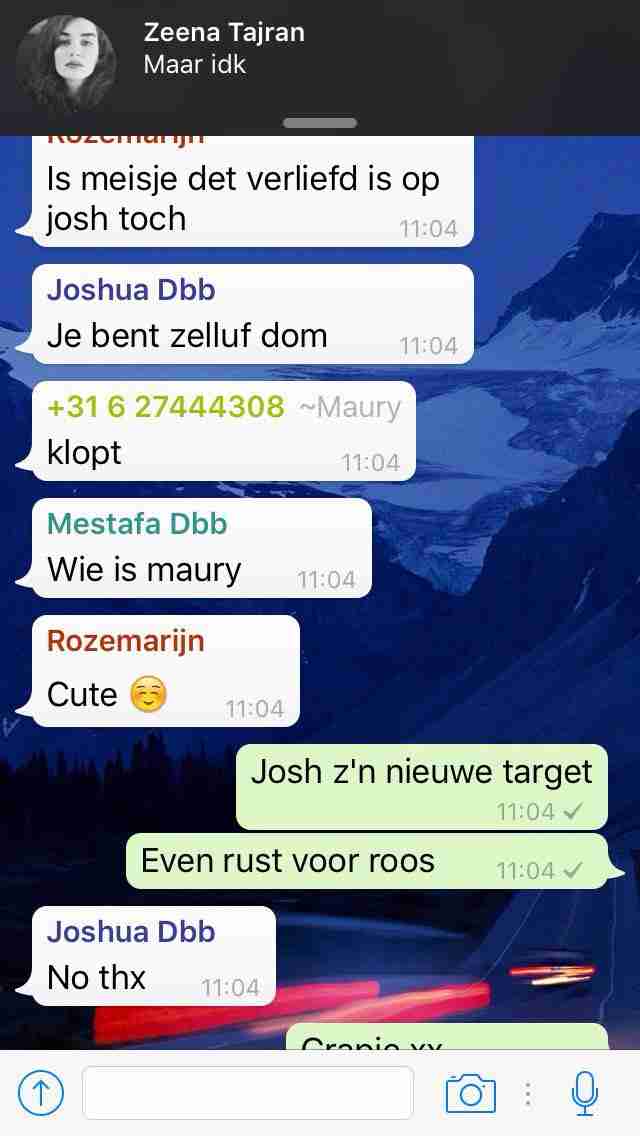 Zeena Tajran
Maar idk
Rozemarijn
Is meisje det verliefd is op
josh toch
11:04
Joshua Dbb
Je bent zelluf dom
11:04
+31 6 27444308 ~Maury
klopt
11:04
Mestafa Dbb
Wie is maury
11:04
Rozemarijn
Cute ☺️
11:04
Josh z'n nieuwe target
11:04
Even rust voor roos
11:04
Joshua Dbb
No thx
11:04
Grapje xx